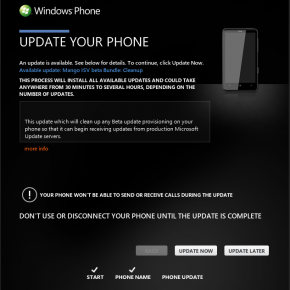 Windows Phone
UPDATE YOUR PHONE
An update is available. See below for details. To continue, click Update Now.
Available update: Mango ISV beta Bundle: Cleanup
THIS PROCESS WILL INSTALL ALL AVAILABLE UPDATES AND COULD TAKE
ANYWHERE FROM 30 MINUTES TO SEVERAL HOURS, DEPENDING ON THE
NUMBER OF UPDATES.
This update which will clean up any Beta update provisioning on your
phone so that it can begin receiving updates from production Microsoft
Update servers.
more info
YOUR PHONE WON'T BE ABLE TO SEND OR RECEIVE CALLS DURING THE UPDATE
DON'T USE OR DISCONNECT YOUR PHONE UNTIL THE UPDATE IS COMPLETE
UPDATE NOW UPDATE LATER
START PHONE NAME PHONE UPDATE